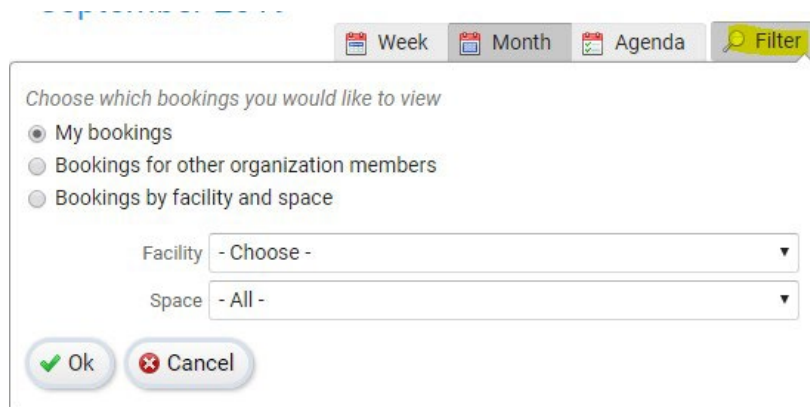 Week Month Agenda Filter
Choose which bookings you would like to view
My bookings
Bookings for other organization members
Bookings by facility and space
Facility - Choose -
Space - All -
Ok Cancel